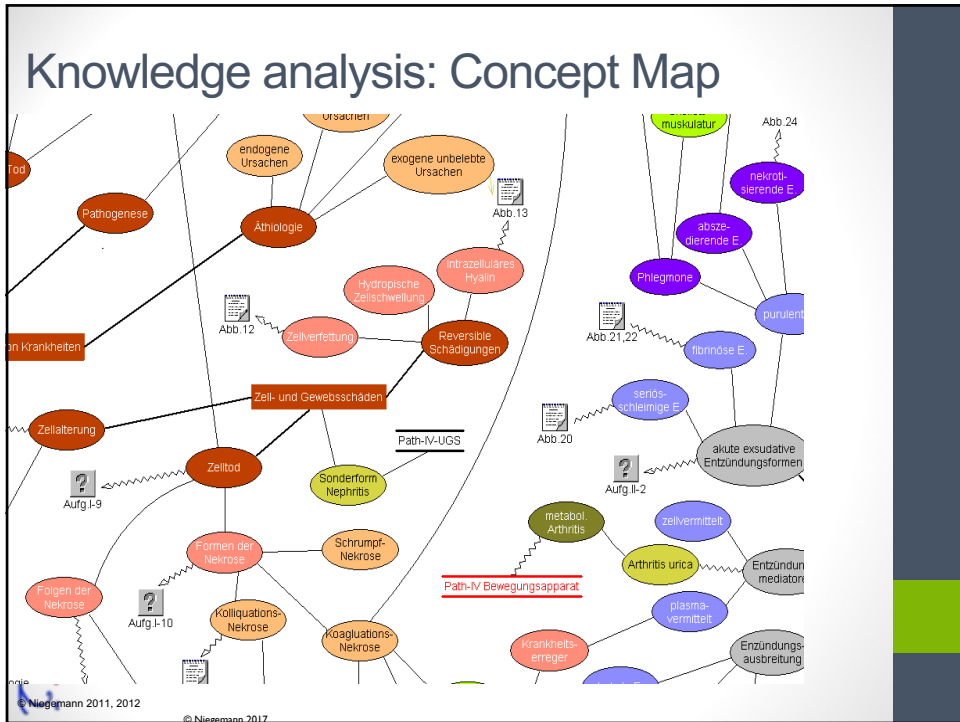 Knowledge analysis: Concept Map
Ursachen
muskulatur
Abb.24
endogene
Ursachen
exogene unbelebte
Ursachen
Tod
nekroti-
sierende E.
Abb.13
Pathogenese
Äthiologie
absze-
dierende E.
Intrazelluläres
Hyalin
Hydropische
Zellschwellung
Phlegmone
Abb.12
Zellverfettung
Reversible
Schädigungen
Abb.21,22
purulent
on Krankheiten
fibrinöse E.
Zell- und Gewebsschäden
seriös-
schleimige E.
Zellalterung
Path-IV-UGS
Abb.20
akute exsudative
Entzündungsformen
Zelltod
Sonderform
Nephritis
Aufg.I-9
Aufg.II-2
metabol.
Arthritis
zellvermittelt
Formen der
Nekrose
Schrumpf-
Nekrose
Arthritis urica
Entzündun
mediatore
Path-IV Bewegungsapparat
Folgen der
Nekrose
Aufg.I-10
Kolliquations-
Nekrose
plasma-
vermittelt
Koagluations-
Nekrose
Krankheits-
erreger
Enzündungs-
ausbreitung
© Niegemann 2011, 2012
© Niegemann 2017